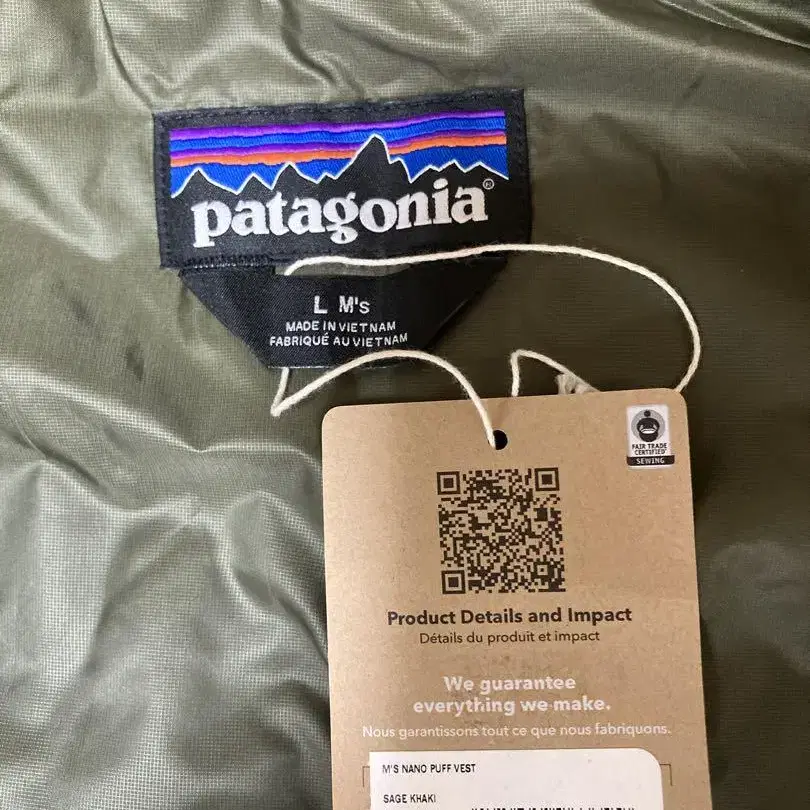 patagonia®
L M's
MADE IN VIETNAM
FABRIQUÉ AU VIETNAM
FAIR TRADE
CERTIFIED
SEWING
Product Details and Impact
Détails du produit et impact
We guarantee
everything we make.
Nous garantissons tout ce que nous fabriquons.
M'S NANO PUFF VEST
SAGE KHAKI